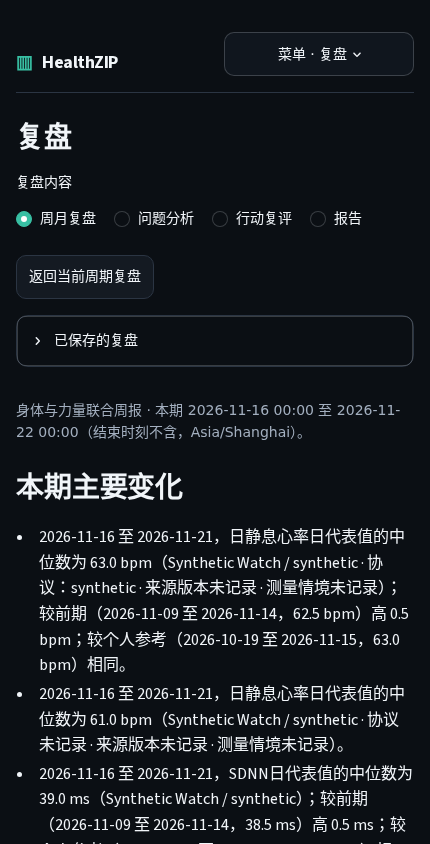 HealthZIP
菜单 · 复盘
复盘
复盘内容
周月复盘
问题分析
行动复评
报告
返回当前周期复盘
已保存的复盘
身体与力量联合周报 · 本期 2026-11-16 00:00 至 2026-11-
22 00:00（结束时刻不含，Asia/Shanghai）。
本期主要变化
2026-11-16 至 2026-11-21，日静息心率日代表值的中
位数为 63.0 bpm（Synthetic Watch / synthetic · 协
议：synthetic · 来源版本未记录 · 测量情境未记录）；
较前期（2026-11-09 至 2026-11-14，62.5 bpm）高 0.5
bpm；较个人参考（2026-10-19 至 2026-11-15，63.0
bpm）相同。
2026-11-16 至 2026-11-21，日静息心率日代表值的中
位数为 61.0 bpm（Synthetic Watch / synthetic · 协议
未记录 · 来源版本未记录 · 测量情境未记录）。
2026-11-16 至 2026-11-21，SDNN日代表值的中位数为
39.0 ms（Synthetic Watch / synthetic）；较前期
（2026-11-09 至 2026-11-14，38.5 ms）高 0.5 ms；较